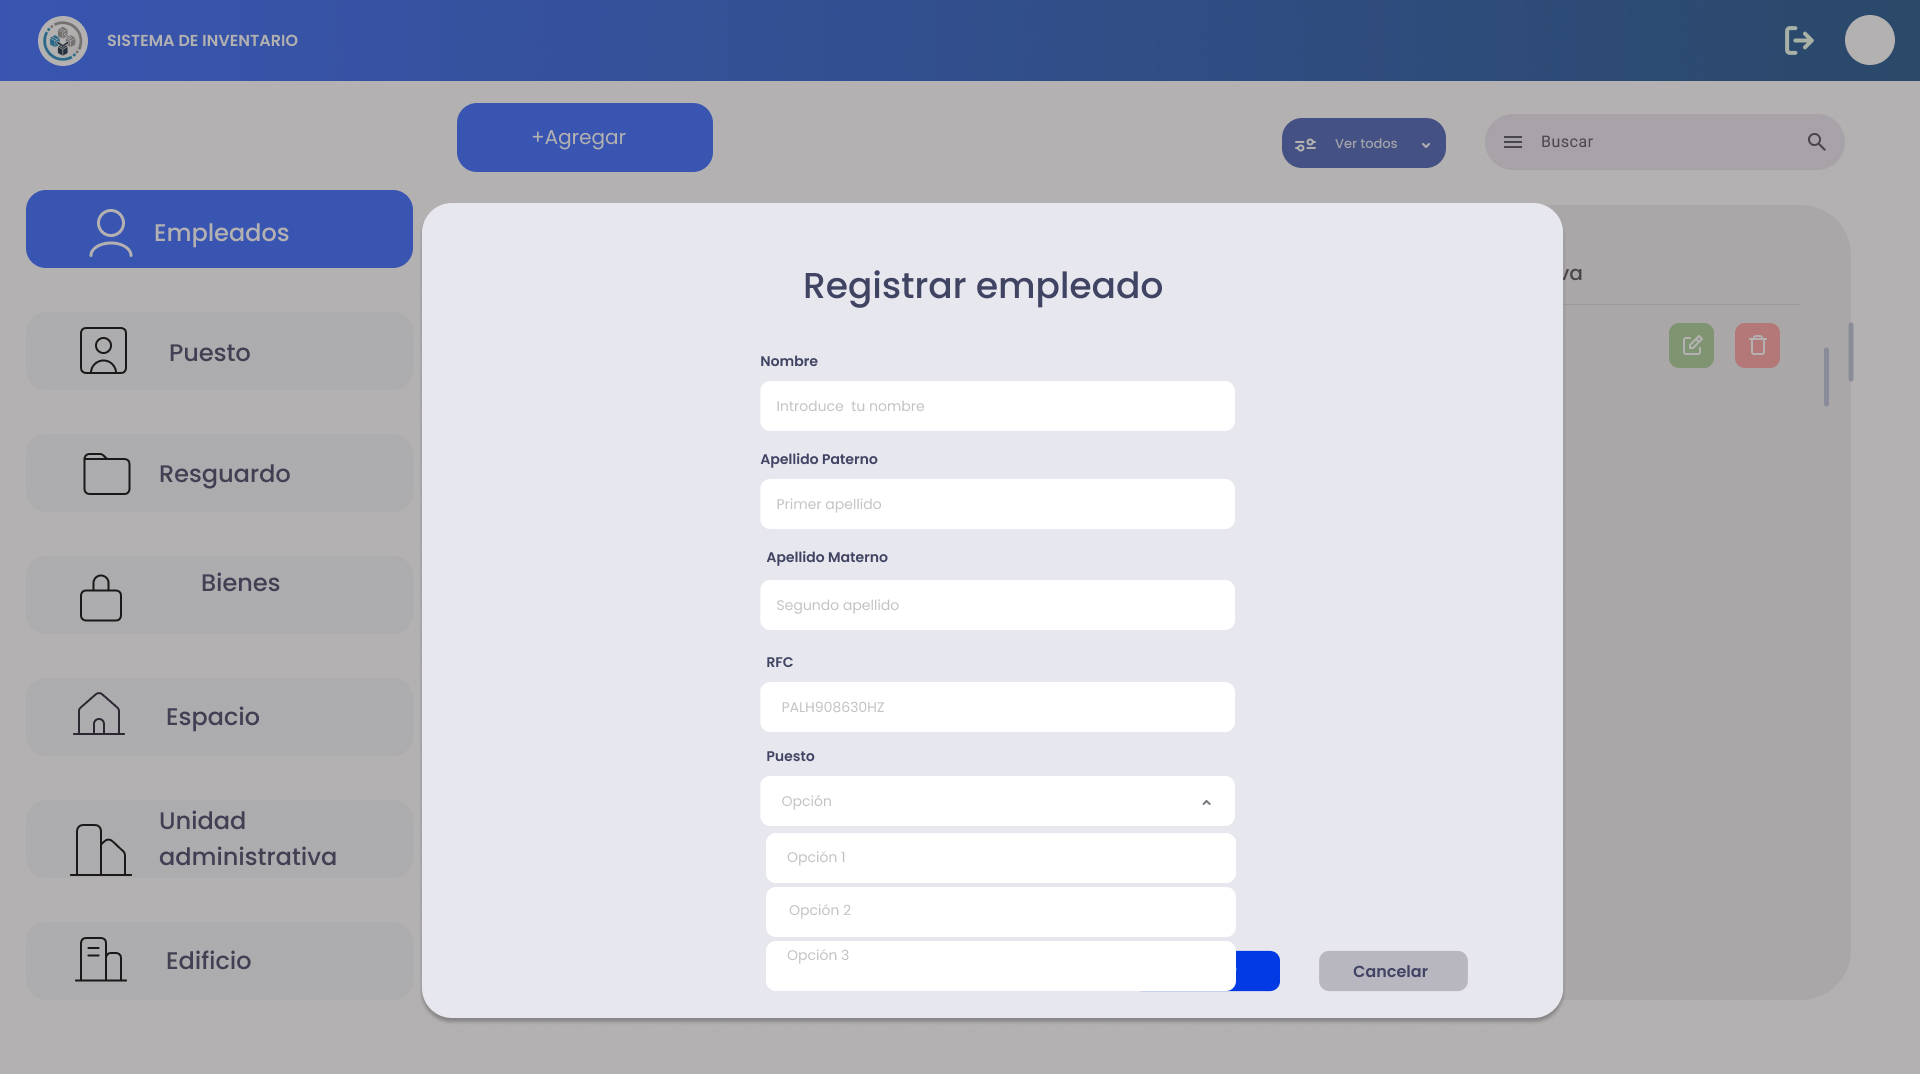 SISTEMA DE INVENTARIO
+Agregar
Ver todos
Buscar
Empleados
Puesto
Resguardo
Bienes
Espacio
Unidad
administrativa
Edificio
va
Registrar empleado
Nombre
Introduce  tu nombre
Apellido Paterno
Primer apellido
Apellido Materno
Segundo apellido
RFC
PALH908630HZ
Puesto
Opción
Opción 1
Opción 2
Opción 3
Cancelar